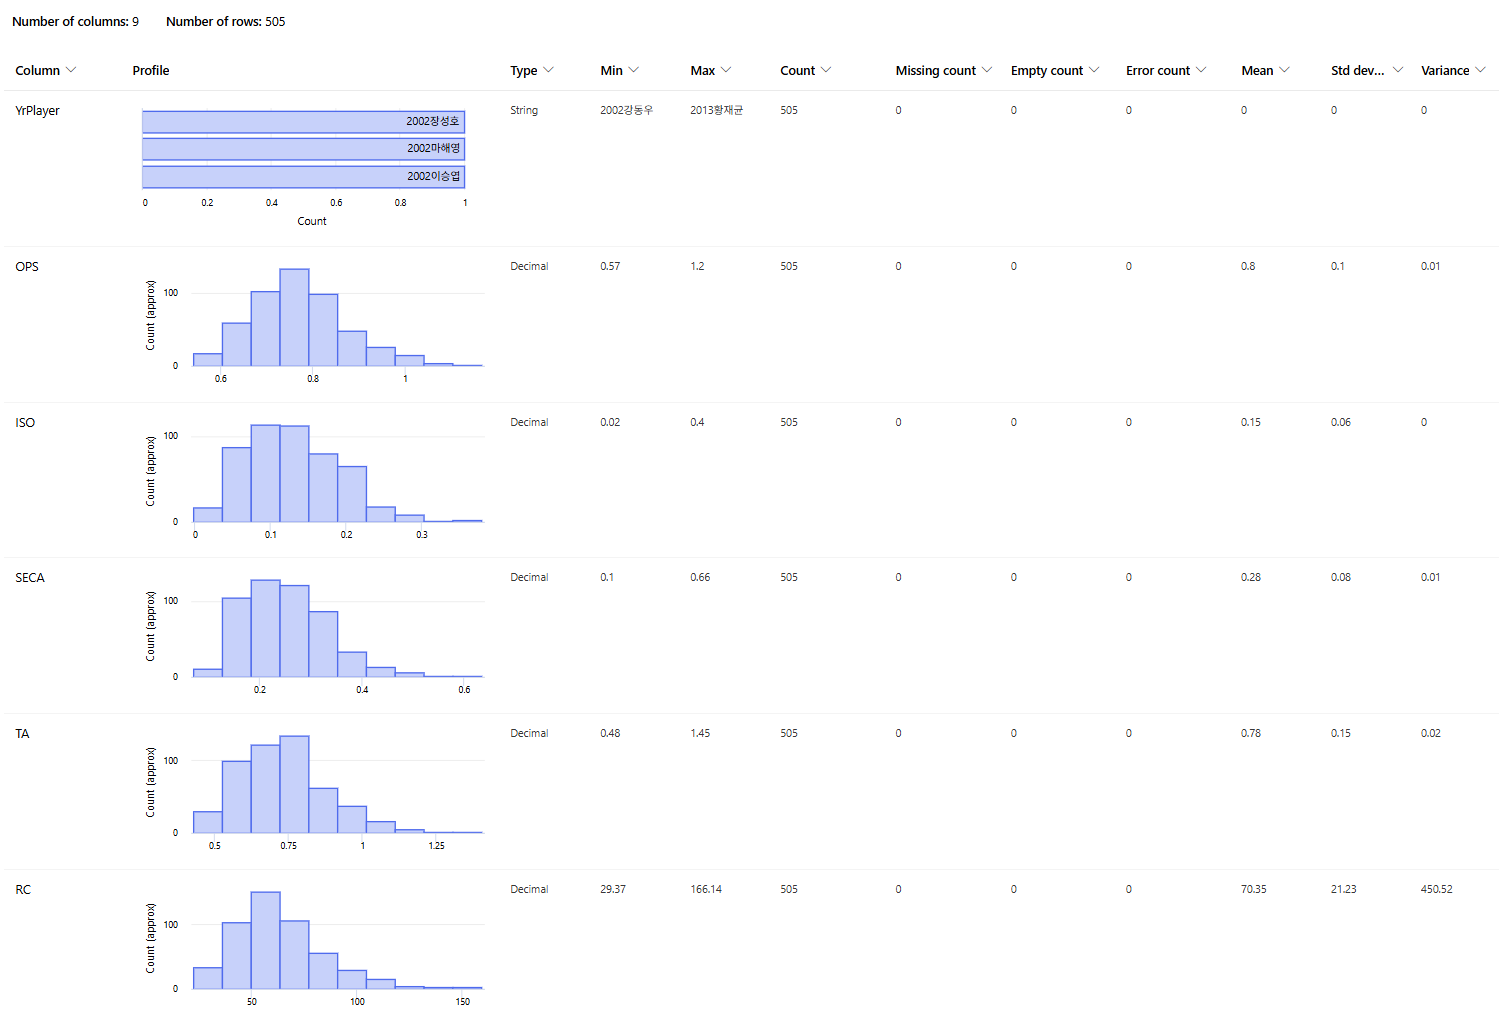 Number of columns: 9 Number of rows: 505
Column Profile Type Min Max Count Missing count Empty count Error count Mean Std dev... Variance
YrPlayer String 2002강동우 2013황재균 505 0 0 0 0 0 0
2002장성호
2002마해영
2002이승엽
0 0.2 0.4 0.6 0.8 1
Count
OPS Decimal 0.57 1.2 505 0 0 0 0.8 0.1 0.01
Count (approx)
100
0
0.6 0.8 1
ISO Decimal 0.02 0.4 505 0 0 0 0.15 0.06 0
Count (approx)
100
0
0 0.1 0.2 0.3
SECA Decimal 0.1 0.66 505 0 0 0 0.28 0.08 0.01
Count (approx)
100
0
0.2 0.4 0.6
TA Decimal 0.48 1.45 505 0 0 0 0.78 0.15 0.02
Count (approx)
100
0
0.5 0.75 1 1.25
RC Decimal 29.37 166.14 505 0 0 0 70.35 21.23 450.52
Count (approx)
100
0
50 100 150